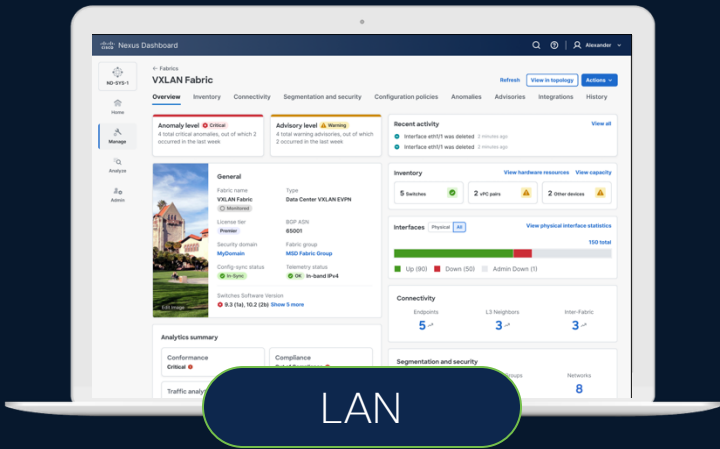 cisco Nexus Dashboard
Alexander
ND-SYS-1
Home
Manage
Analyze
Admin
← Fabrics
VXLAN Fabric
Refresh View in topology Actions
Overview Inventory Connectivity Segmentation and security Configuration policies Anomalies Advisories Integrations History
Anomaly level Critical
4 total critical anomalies, out of which 2
occurred in the last week
Advisory level Warning
4 total warning advisories, out of which
2 occurred in the last week
Recent activity View all
Interface eth1/1 was deleted 2 minutes ago
Interface eth1/1 was deleted 2 minutes ago
General
Fabric name
VXLAN Fabric
Monitored
Type
Data Center VXLAN EVPN
License tier
Premier
BGP ASN
65001
Security domain
MyDomain
Fabric group
MSD Fabric Group
Config-sync status
In-Sync
Telemetry status
OK In-band IPv4
Switches Software Version
9.3 (1a), 10.2 (2b) Show 5 more
Edit image
Inventory View hardware resources View capacity
5 Switches
2 vPC pairs
2 Other devices
Interfaces Physical All View physical interface statistics
150 total
Up (90) Down (50) Admin Down (1)
Connectivity
Endpoints
5
L3 Neighbors
3
Inter-Fabric
3
Analytics summary
Conformance
Critical
Compliance
Traffic analy
Segmentation and security
Networks
8
LAN